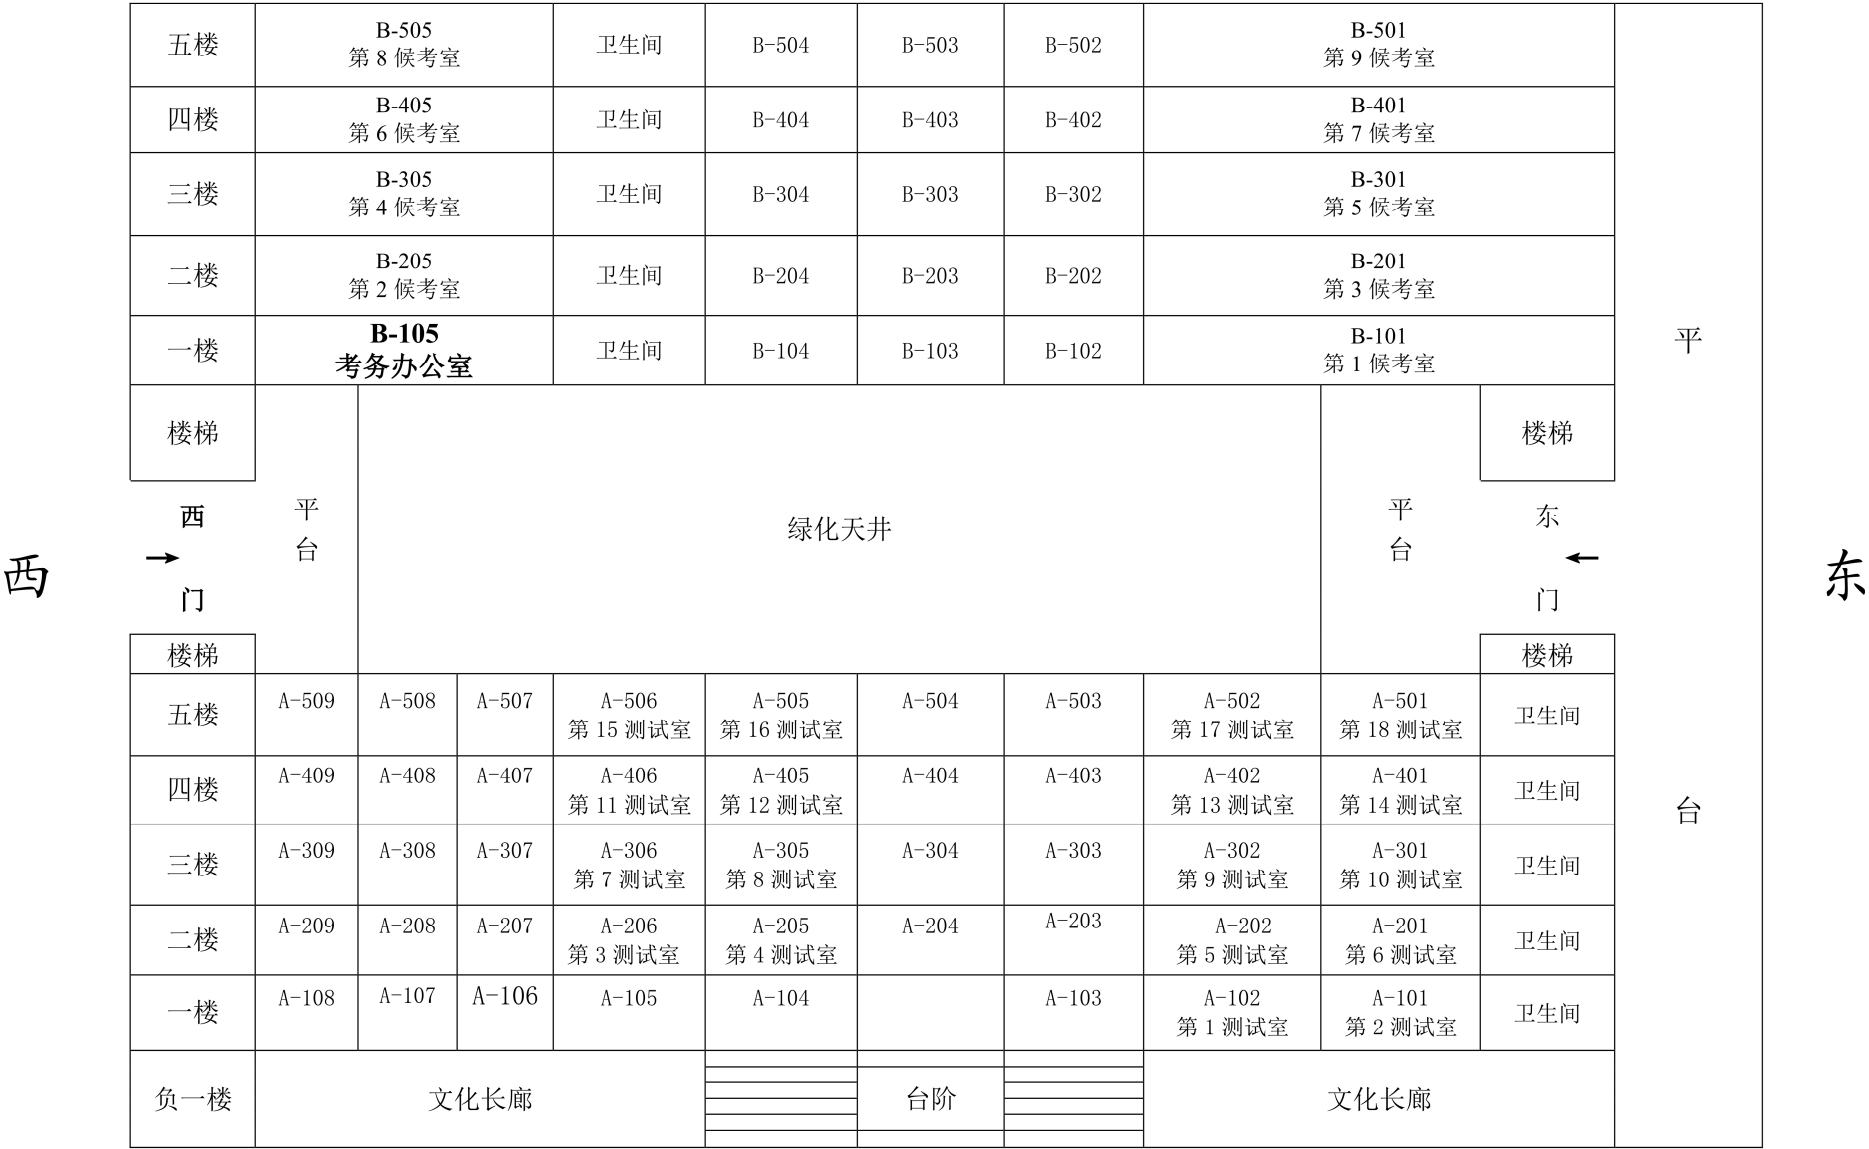 五楼
B-505
第 8 候考室
卫生间
B-504
B-503
B-502
B-501
第 9 候考室
四楼
B-405
第 6 候考室
卫生间
B-404
B-403
B-402
B-401
第 7 候考室
三楼
B-305
第 4 候考室
卫生间
B-304
B-303
B-302
B-301
第 5 候考室
二楼
B-205
第 2 候考室
卫生间
B-204
B-203
B-202
B-201
第 3 候考室
一楼
B-105
考务办公室
卫生间
B-104
B-103
B-102
B-101
第 1 候考室
平
台
楼梯
楼梯
西
西
门
→
平
台
绿化天井
平
台
东
门
←
东
楼梯
楼梯
五楼
A-509
A-508
A-507
A-506
第 15 测试室
A-505
第 16 测试室
A-504
A-503
A-502
第 17 测试室
A-501
第 18 测试室
卫生间
四楼
A-409
A-408
A-407
A-406
第 11 测试室
A-405
第 12 测试室
A-404
A-403
A-402
第 13 测试室
A-401
第 14 测试室
卫生间
三楼
A-309
A-308
A-307
A-306
第 7 测试室
A-305
第 8 测试室
A-304
A-303
A-302
第 9 测试室
A-301
第 10 测试室
卫生间
二楼
A-209
A-208
A-207
A-206
第 3 测试室
A-205
第 4 测试室
A-204
A-203
A-202
第 5 测试室
A-201
第 6 测试室
卫生间
一楼
A-108
A-107
A-106
A-105
A-104
A-103
A-102
第 1 测试室
A-101
第 2 测试室
卫生间
负一楼
文化长廊
台阶
文化长廊